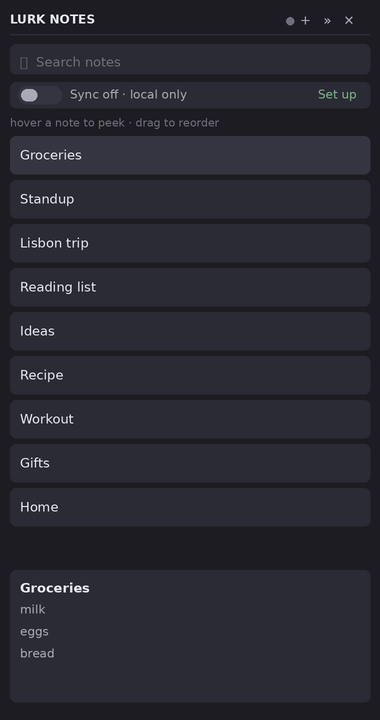 LURK NOTES + » ×
Search notes
Sync off · local only Set up
hover a note to peek · drag to reorder
Groceries
Standup
Lisbon trip
Reading list
Ideas
Recipe
Workout
Gifts
Home
Groceries
milk
eggs
bread